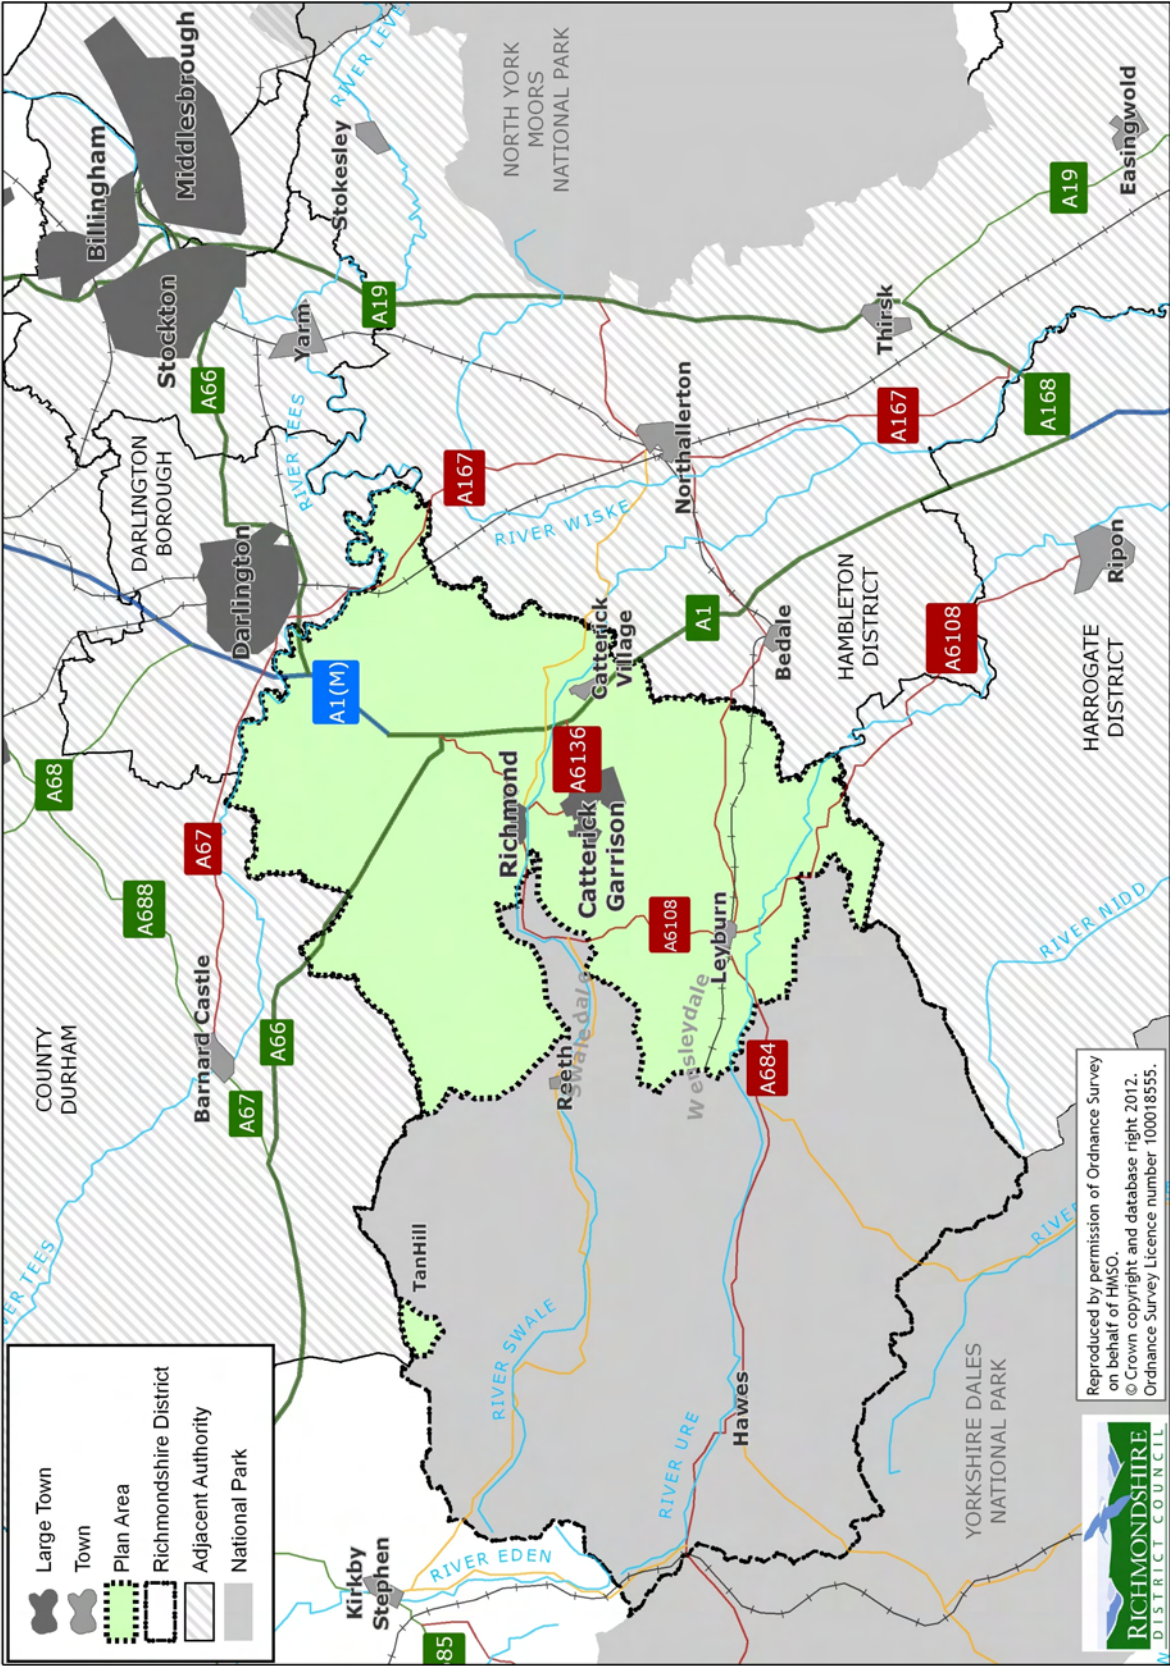 Large Town
Town
Plan Area
Richmondshire District
Adjacent Authority
National Park
COUNTY
DURHAM
Barnard Castle
A67
A66
A688
A68
A67
DARLINGTON
BOROUGH
Darlington
A1(M)
A66
Stockton
Billingham
Middlesbrough
Yarm
Stokesley
RIVER TEES
A19
NORTH YORK
MOORS
NATIONAL PARK
A167
RIVER WISKE
Northallerton
Thirsk
A19
Easingwold
A167
A168
Ripon
A6108
HAMBLETON
DISTRICT
HARROGATE
DISTRICT
Bedale
A1
Catterick
Village
A6136
Richmond
Catterick
Garrison
A6108
Leyburn
Wensleydale
Swaledale
Reeth
A684
TanHill
RIVER SWALE
RIVER URE
Hawes
RIVER EDEN
Kirkby
Stephen
85
YORKSHIRE DALES
NATIONAL PARK
RIVER NIDD
RIVER
VER TEES
RIVER LEVE
Reproduced by permission of Ordnance Survey
on behalf of HMSO.
© Crown copyright and database right 2012.
Ordnance Survey Licence number 100018555.
RICHMONDSHIRE
DISTRICT COUNCIL